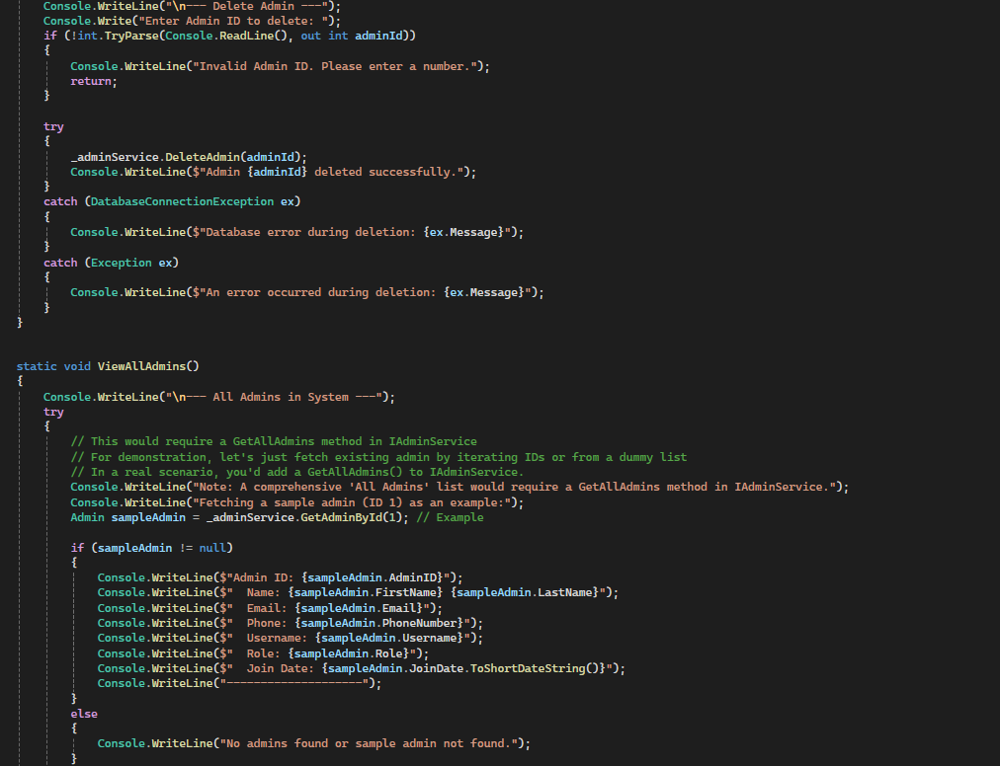 Console.WriteLine("\n--- Delete Admin ---");
Console.Write("Enter Admin ID to delete: ");
if (!int.TryParse(Console.ReadLine(), out int adminId))
{
Console.WriteLine("Invalid Admin ID. Please enter a number.");
return;
}
try
{
_adminService.DeleteAdmin(adminId);
Console.WriteLine($"Admin {adminId} deleted successfully.");
}
catch (DatabaseConnectionException ex)
{
Console.WriteLine($"Database error during deletion: {ex.Message}");
}
catch (Exception ex)
{
Console.WriteLine($"An error occurred during deletion: {ex.Message}");
}
}
static void ViewAllAdmins()
{
Console.WriteLine("\n--- All Admins in System ---");
try
{
// This would require a GetAllAdmins method in IAdminService
// For demonstration, let's just fetch existing admin by iterating IDs or from a dummy list
// In a real scenario, you'd add a GetAllAdmins() to IAdminService.
Console.WriteLine("Note: A comprehensive 'All Admins' list would require a GetAllAdmins method in IAdminService.");
Console.WriteLine("Fetching a sample admin (ID 1) as an example:");
Admin sampleAdmin = _adminService.GetAdminById(1); // Example
if (sampleAdmin != null)
{
Console.WriteLine($"Admin ID: {sampleAdmin.AdminID}");
Console.WriteLine($"  Name: {sampleAdmin.FirstName} {sampleAdmin.LastName}");
Console.WriteLine($"  Email: {sampleAdmin.Email}");
Console.WriteLine($"  Phone: {sampleAdmin.PhoneNumber}");
Console.WriteLine($"  Username: {sampleAdmin.Username}");
Console.WriteLine($"  Role: {sampleAdmin.Role}");
Console.WriteLine($"  Join Date: {sampleAdmin.JoinDate.ToShortDateString()}");
Console.WriteLine("--------------------");
}
else
{
Console.WriteLine("No admins found or sample admin not found.");
}